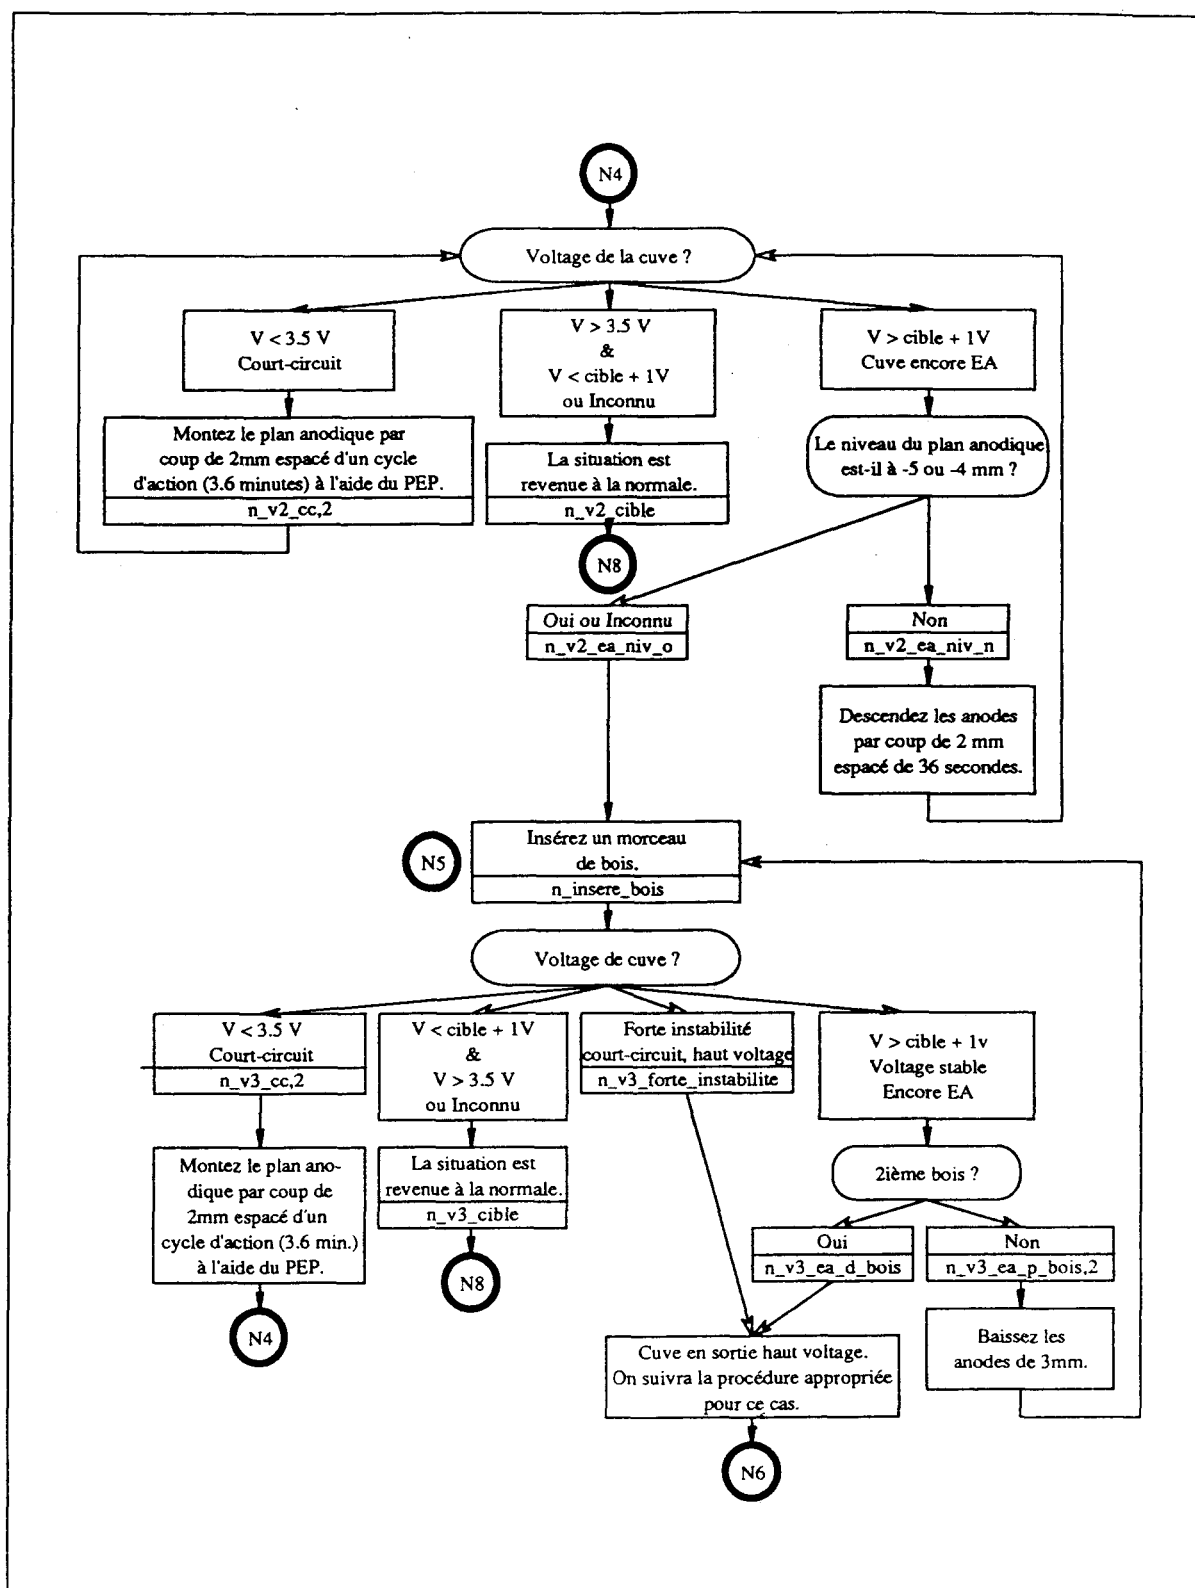 N4
Voltage de la cuve ?
V < 3.5 V
Court-circuit
V > 3.5 V
&
V < cible + 1V
ou Inconnu
V > cible + 1V
Cuve encore EA
Montez le plan anodique par
coup de 2mm espacé d'un cycle
d'action (3.6 minutes) à l'aide du PEP.
n_v2_cc,2
La situation est
revenue à la normale.
n_v2_cible
Le niveau du plan anodique
est-il à -5 ou -4 mm ?
N8
Oui ou Inconnu
n_v2_ea_niv_o
Non
n_v2_ea_niv_n
Descendez les anodes
par coup de 2 mm
espacé de 36 secondes.
N5
Insérez un morceau
de bois.
n_insere_bois
Voltage de cuve ?
V < 3.5 V
Court-circuit
n_v3_cc,2
V < cible + 1V
&
V > 3.5 V
ou Inconnu
Forte instabilité
court-circuit, haut voltage
n_v3_forte_instabilite
V > cible + 1v
Voltage stable
Encore EA
Montez le plan ano-
dique par coup de
2mm espacé d'un
cycle d'action (3.6 min.)
à l'aide du PEP.
La situation est
revenue à la normale.
n_v3_cible
2ième bois ?
Oui
n_v3_ea_d_bois
Non
n_v3_ea_p_bois,2
N8
N4
Cuve en sortie haut voltage.
On suivra la procédure appropriée
pour ce cas.
Baissez les
anodes de 3mm.
N6